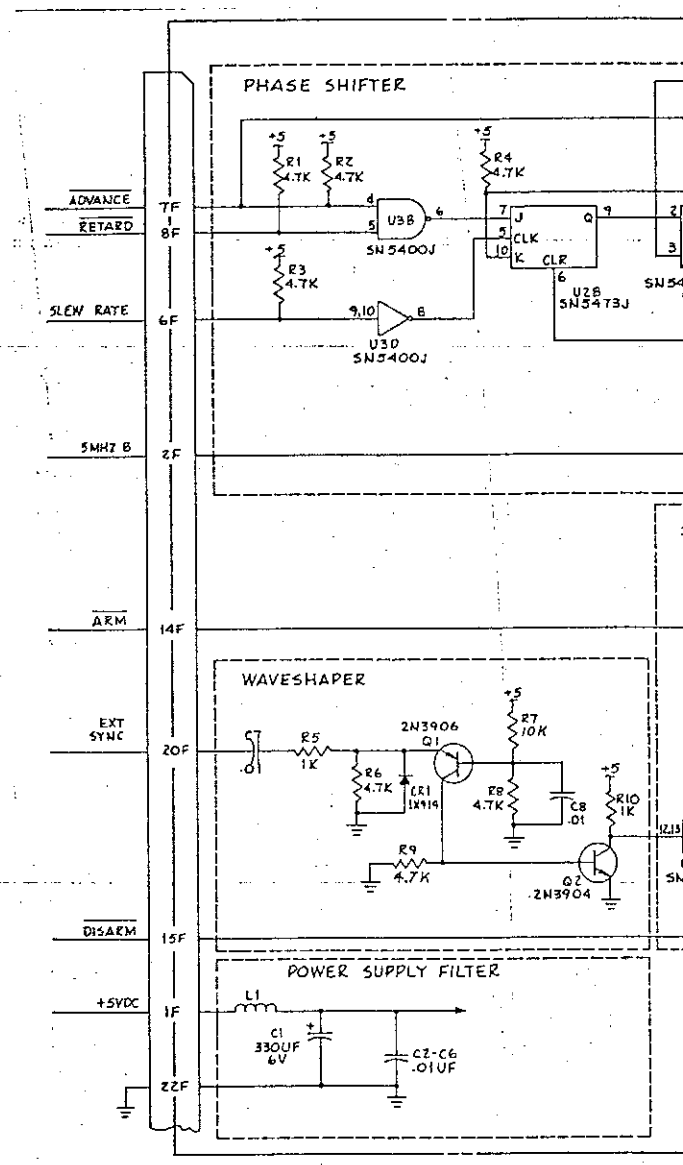 PHASE SHIFTER
+5
+5
+5
R1
4.7K
R2
4.7K
R4
4.7K
ADVANCE
7F
4
U3B
6
7
J
Q
9
2
RETARD
8F
5
SN5400J
5
CLK
10
K
CLR
3
+5
R3
4.7K
6
U2B
SN5473J
SN54
SLEW RATE
6F
9,10
8
U3D
SN5400J
5MHZ B
2F
ARM
14F
WAVESHAPER
EXT
SYNC
20F
C7
.01
R5
1K
R6
4.7K
CR1
1N914
2N3906
Q1
+5
R7
10K
R8
4.7K
C8
.01
+5
R10
1K
12,13
R9
4.7K
Q2
2N3904
SN
DISARM
15F
POWER SUPPLY FILTER
+5VDC
1F
L1
C1
330UF
6V
+
C2-C6
.01UF
22F